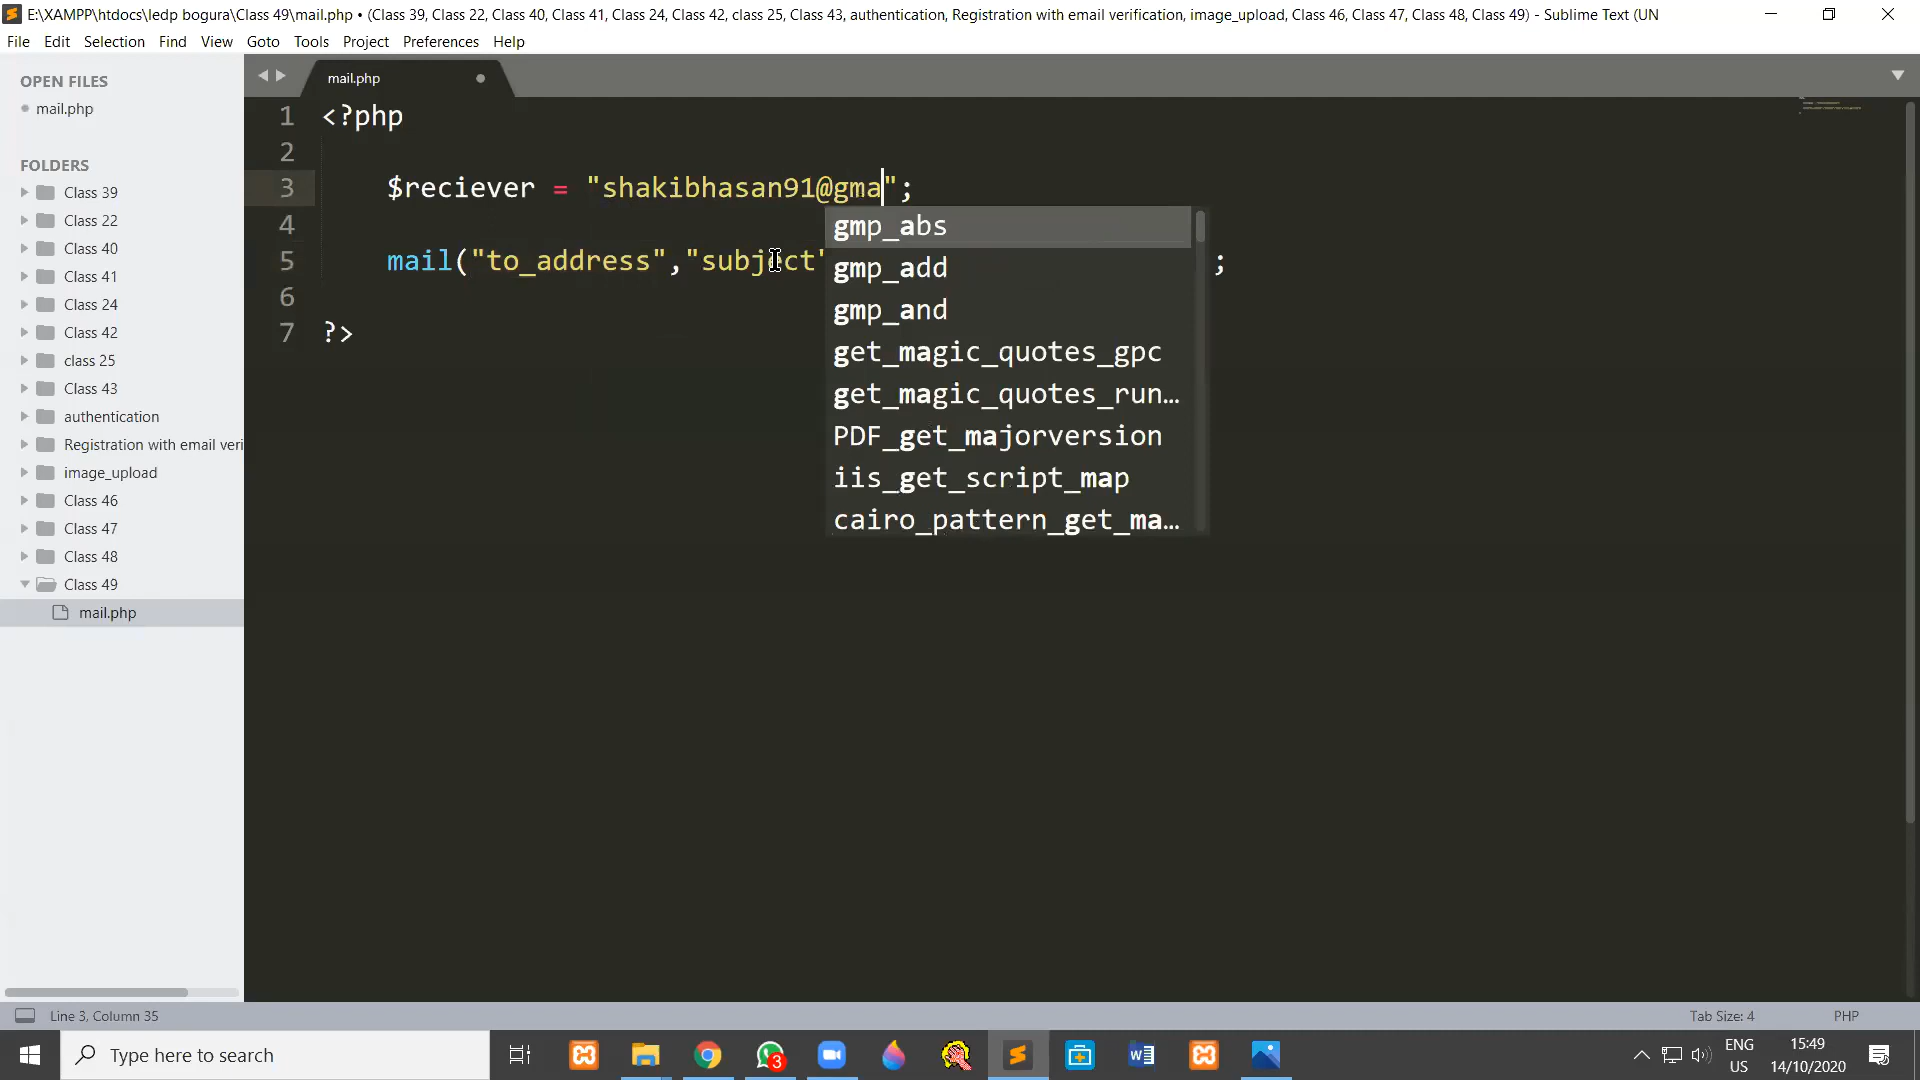 E:\XAMPP\htdocs\ledp bogura\Class 49\mail.php • (Class 39, Class 22, Class 40, Class 41, Class 24, Class 42, class 25, Class 43, authentication, Registration with email verification, image_upload, Class 46, Class 47, Class 48, Class 49) - Sublime Text (UN
File Edit Selection Find View Goto Tools Project Preferences Help
OPEN FILES
mail.php
FOLDERS
Class 39
Class 22
Class 40
Class 41
Class 24
Class 42
class 25
Class 43
authentication
Registration with email veri
image_upload
Class 46
Class 47
Class 48
Class 49
mail.php
mail.php
1 <?php
2
3 $reciever = "shakibhasan91@gma";
4
5 mail("to_address","subject" ;
6
7 ?>
gmp_abs
gmp_add
gmp_and
get_magic_quotes_gpc
get_magic_quotes_run…
PDF_get_majorversion
iis_get_script_map
cairo_pattern_get_ma…
Line 3, Column 35
Tab Size: 4
PHP
Type here to search
3
ENG
US
15:49
14/10/2020